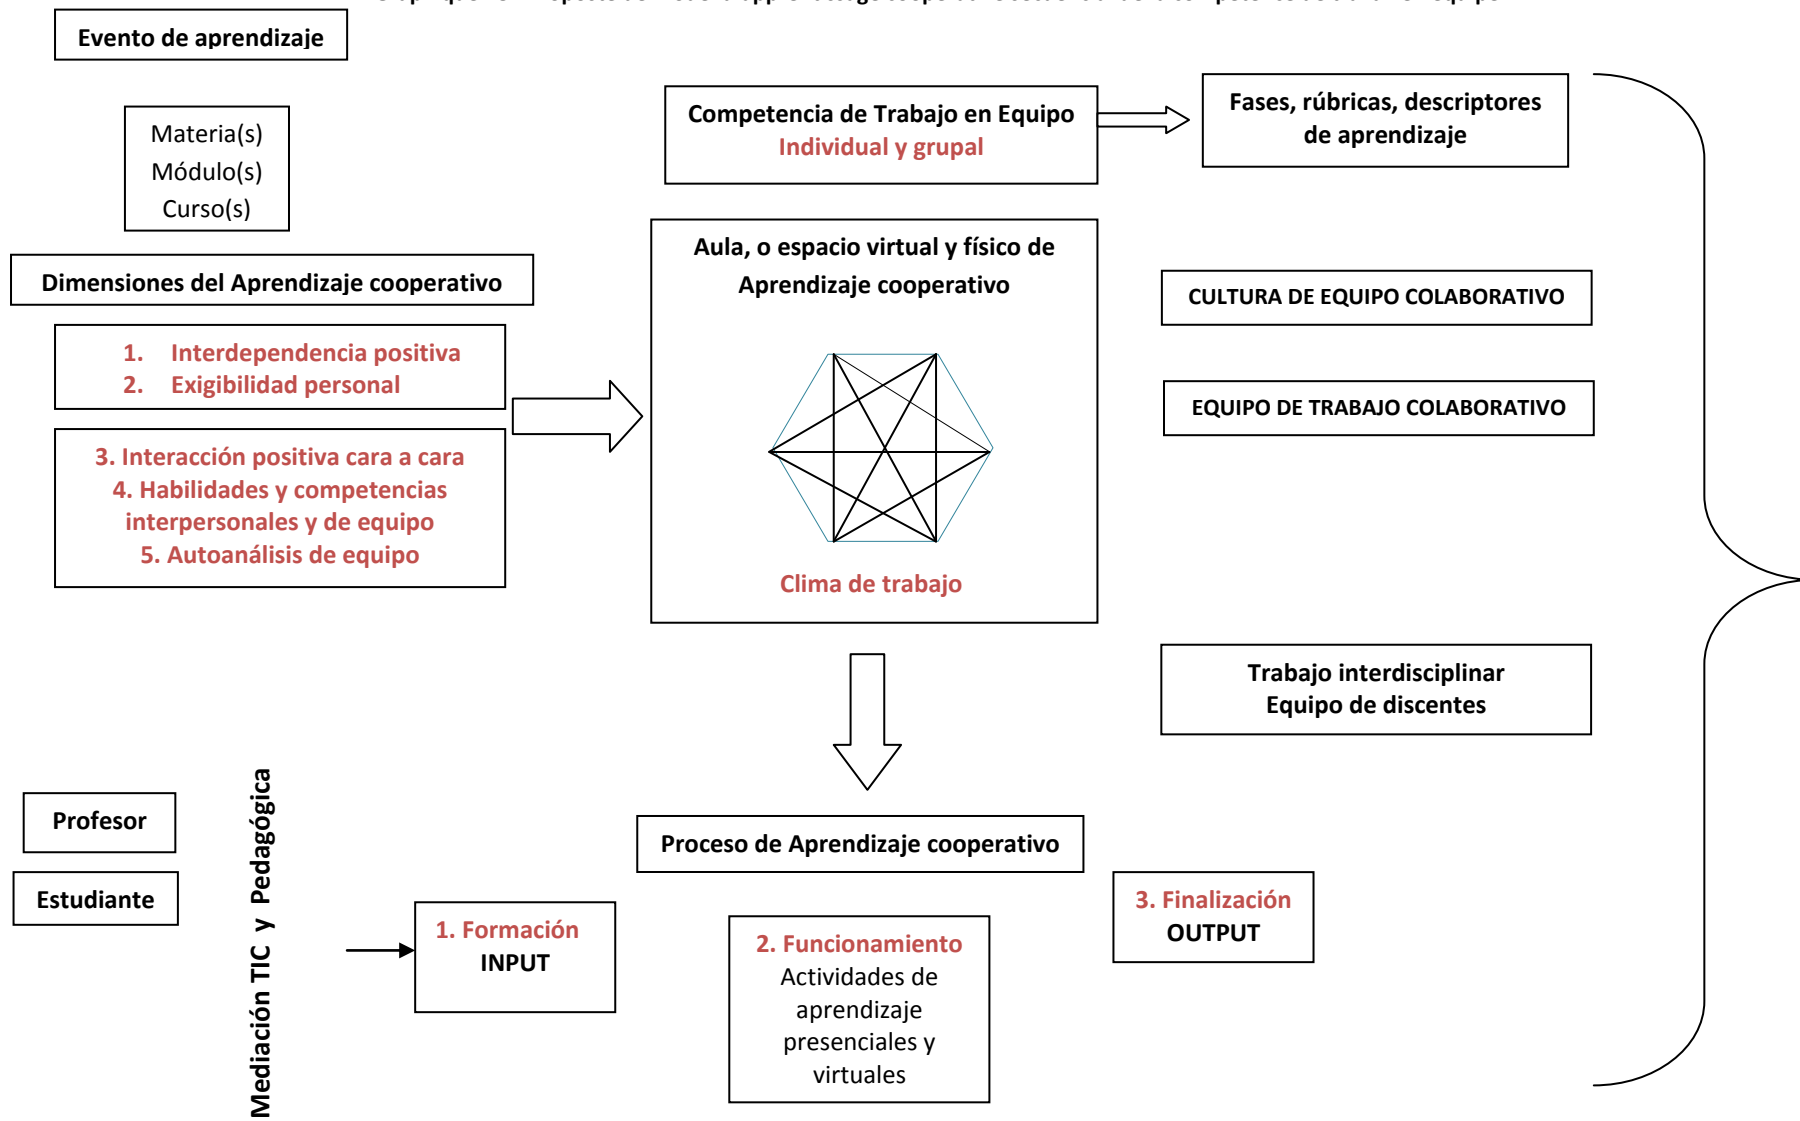 Evento de aprendizaje
Materia(s)
Módulo(s)
Curso(s)
Competencia de Trabajo en Equipo
Individual y grupal
Fases, rúbricas, descriptores
de aprendizaje
Dimensiones del Aprendizaje cooperativo
1. Interdependencia positiva
2. Exigibilidad personal
3. Interacción positiva cara a cara
4. Habilidades y competencias
interpersonales y de equipo
5. Autoanálisis de equipo
Aula, o espacio virtual y físico de
Aprendizaje cooperativo
Clima de trabajo
CULTURA DE EQUIPO COLABORATIVO
EQUIPO DE TRABAJO COLABORATIVO
Trabajo interdisciplinar
Equipo de discentes
Profesor
Estudiante
Mediación TIC y Pedagógica
Proceso de Aprendizaje cooperativo
1. Formación
INPUT
2. Funcionamiento
Actividades de
aprendizaje
presenciales y
virtuales
3. Finalización
OUTPUT